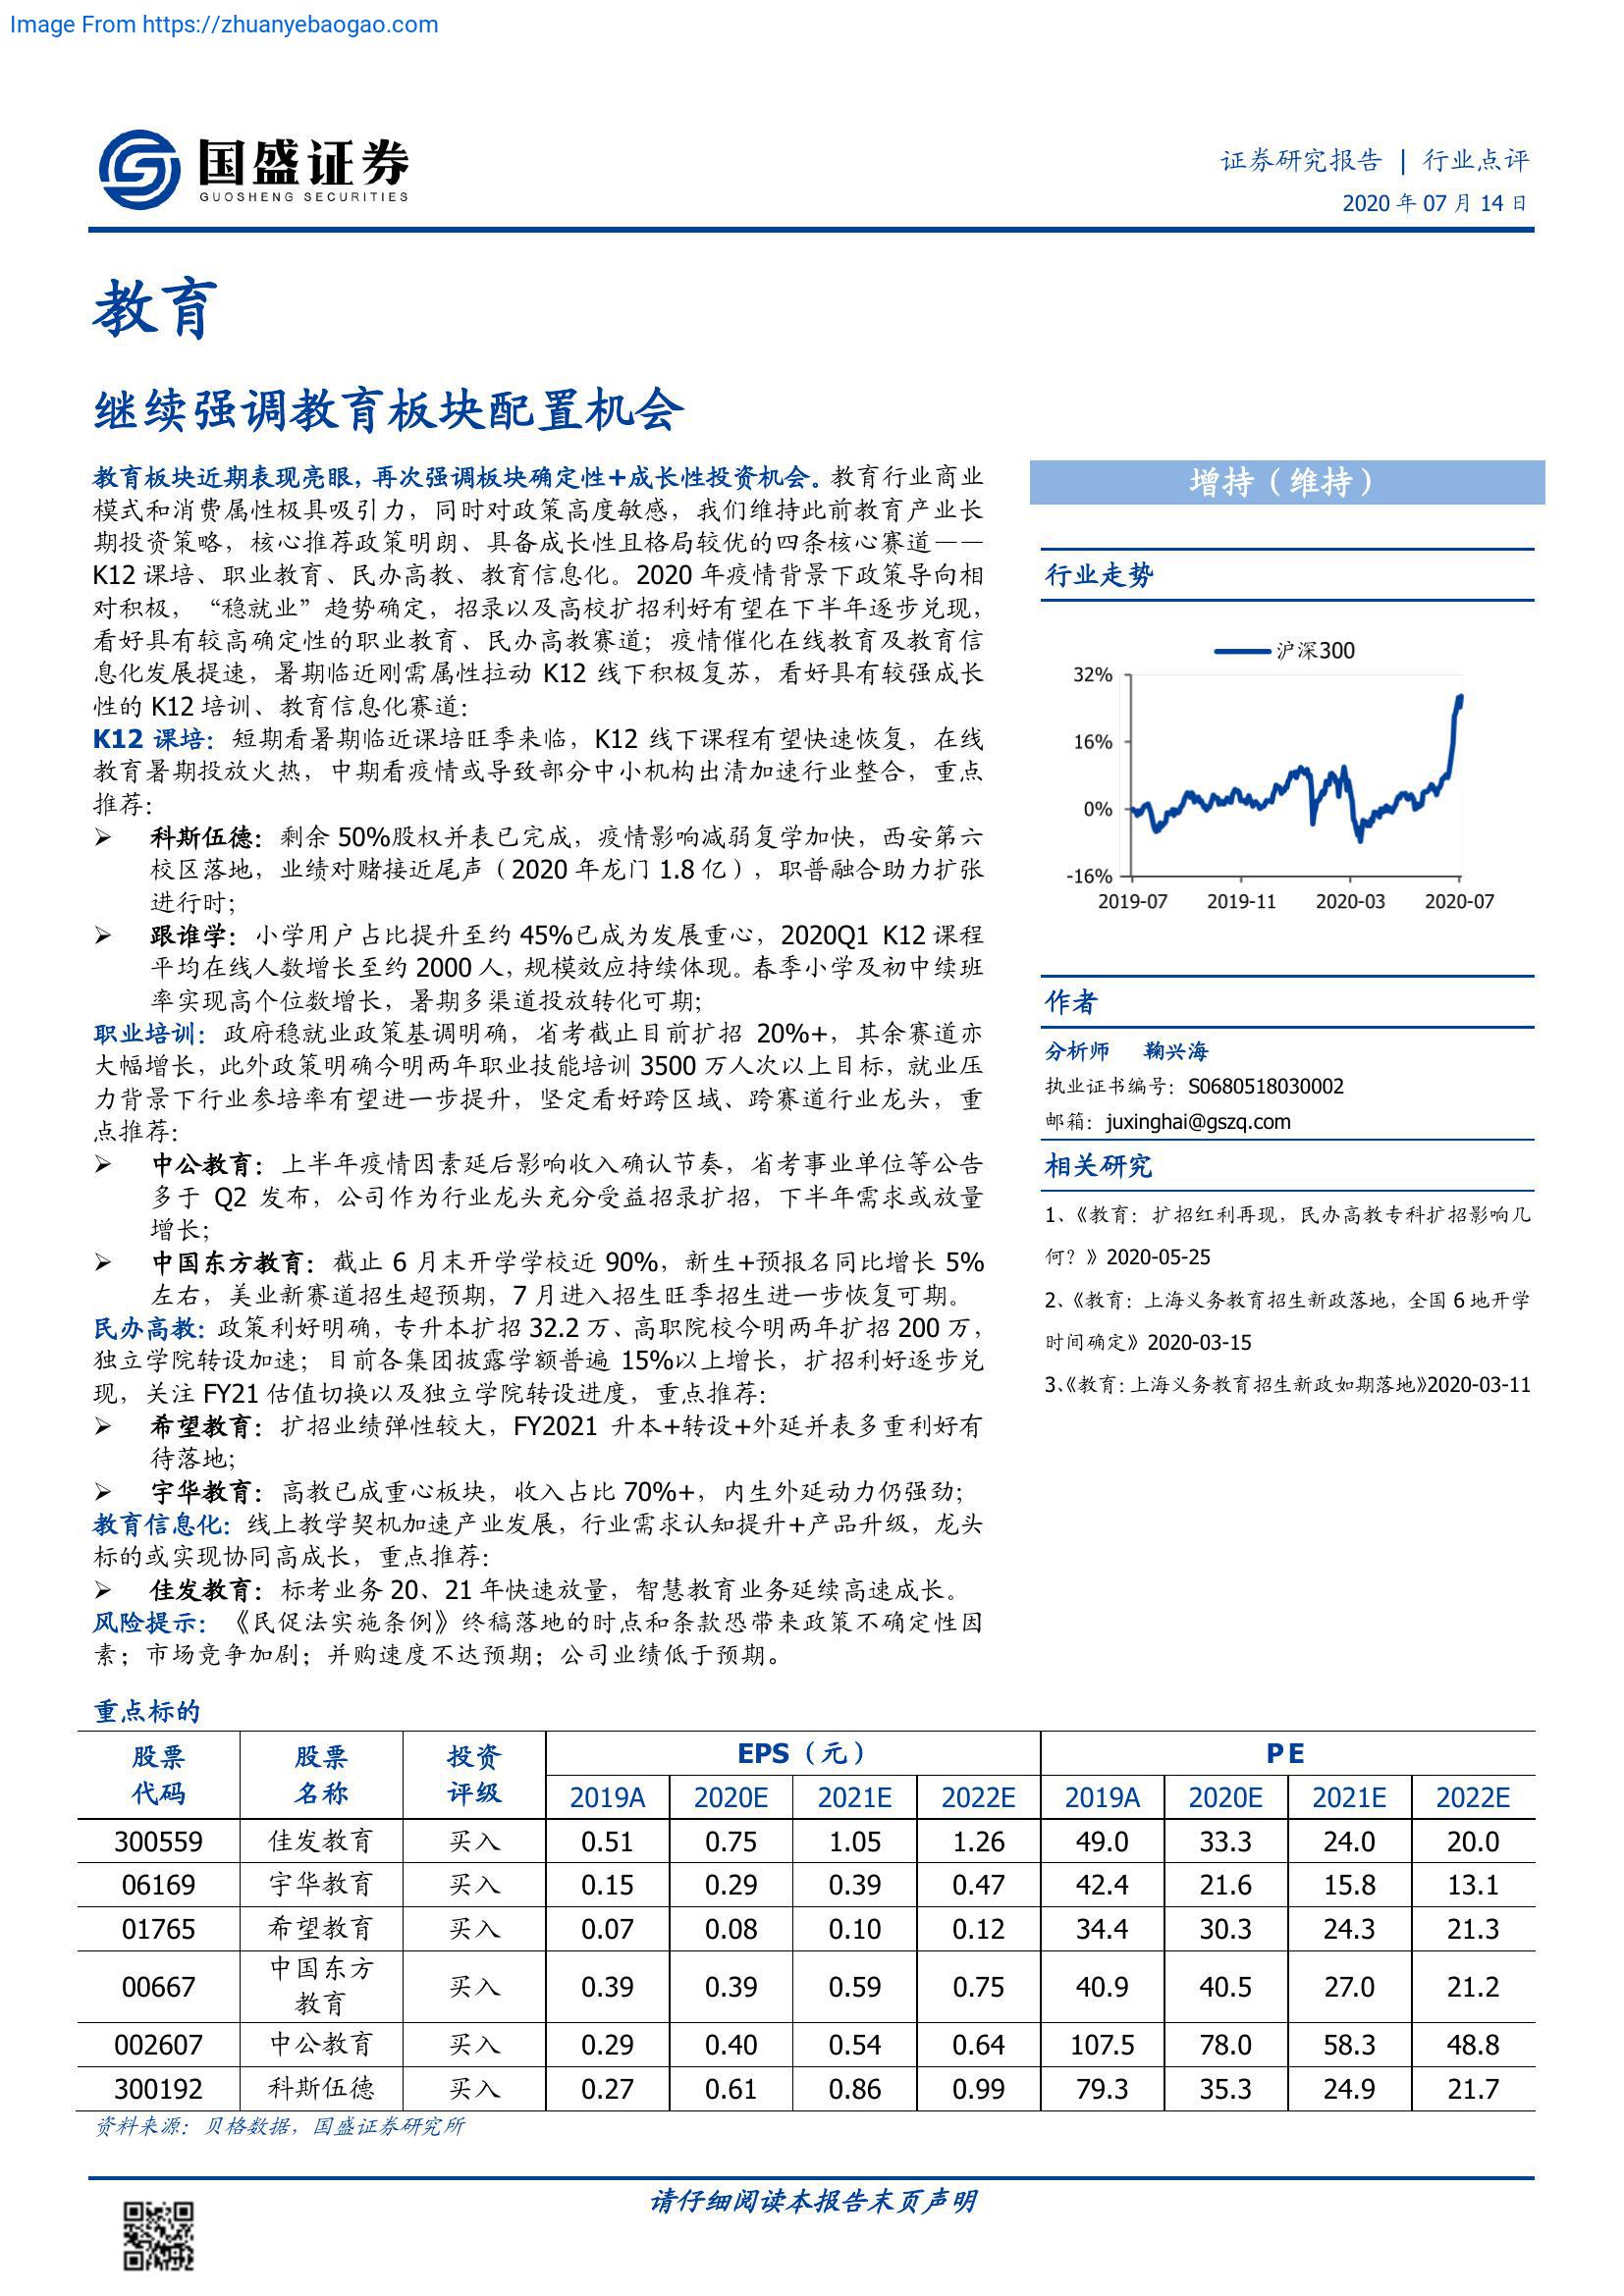 Image From https://zhuanyebaogao.com
国盛证券
GUOSHENG SECURITIES
证券研究报告 | 行业点评
2020 年 07 月 14 日
教育
继续强调教育板块配置机会
教育板块近期表现亮眼，再次强调板块确定性+成长性投资机会。教育行业商业
模式和消费属性极具吸引力，同时对政策高度敏感，我们维持此前教育产业长
期投资策略，核心推荐政策明朗、具备成长性且格局较优的四条核心赛道——
K12 课培、职业教育、民办高教、教育信息化。2020 年疫情背景下政策导向相
对积极，“稳就业”趋势确定，招录以及高校扩招利好有望在下半年逐步兑现，
看好具有较高确定性的职业教育、民办高教赛道；疫情催化在线教育及教育信
息化发展提速，暑期临近刚需属性拉动 K12 线下积极复苏，看好具有较强成长
性的 K12 培训、教育信息化赛道：
K12 课培：短期看暑期临近课培旺季来临，K12 线下课程有望快速恢复，在线
教育暑期投放火热，中期看疫情或导致部分中小机构出清加速行业整合，重点
推荐：
➢ 科斯伍德：剩余 50%股权并表已完成，疫情影响减弱复学加快，西安第六
校区落地，业绩对赌接近尾声（2020 年龙门 1.8 亿），职普融合助力扩张
进行时；
➢ 跟谁学：小学用户占比提升至约 45%已成为发展重心，2020Q1 K12 课程
平均在线人数增长至约 2000 人，规模效应持续体现。春季小学及初中续班
率实现高个位数增长，暑期多渠道投放转化可期；
职业培训：政府稳就业政策基调明确，省考截止目前扩招 20%+，其余赛道亦
大幅增长，此外政策明确今明两年职业技能培训 3500 万人次以上目标，就业压
力背景下行业参培率有望进一步提升，坚定看好跨区域、跨赛道行业龙头，重
点推荐：
➢ 中公教育：上半年疫情因素延后影响收入确认节奏，省考事业单位等公告
多于 Q2 发布，公司作为行业龙头充分受益招录扩招，下半年需求或放量
增长；
➢ 中国东方教育：截止 6 月末开学学校近 90%，新生+预报名同比增长 5%
左右，美业新赛道招生超预期，7 月进入招生旺季招生进一步恢复可期。
民办高教：政策利好明确，专升本扩招 32.2 万、高职院校今明两年扩招 200 万，
独立学院转设加速；目前各集团披露学额普遍 15%以上增长，扩招利好逐步兑
现，关注 FY21 估值切换以及独立学院转设进度，重点推荐：
➢ 希望教育：扩招业绩弹性较大，FY2021 升本+转设+外延并表多重利好有
待落地；
➢ 宇华教育：高教已成重心板块，收入占比 70%+，内生外延动力仍强劲；
教育信息化：线上教学契机加速产业发展，行业需求认知提升+产品升级，龙头
标的或实现协同高成长，重点推荐：
➢ 佳发教育：标考业务 20、21 年快速放量，智慧教育业务延续高速成长。
风险提示：《民促法实施条例》终稿落地的时点和条款恐带来政策不确定性因
素；市场竞争加剧；并购速度不达预期；公司业绩低于预期。
增持（维持）
行业走势
沪深300
32%
16%
0%
-16%
2019-07 2019-11 2020-03 2020-07
作者
分析师 鞠兴海
执业证书编号：S0680518030002
邮箱：juxinghai@gszq.com
相关研究
1、《教育：扩招红利再现，民办高教专科扩招影响几
何？》2020-05-25
2、《教育：上海义务教育招生新政落地，全国 6 地开学
时间确定》2020-03-15
3、《教育：上海义务教育招生新政如期落地》2020-03-11
重点标的
股票 股票 投资 EPS（元） PE
代码 名称 评级 2019A 2020E 2021E 2022E 2019A 2020E 2021E 2022E
300559 佳发教育 买入 0.51 0.75 1.05 1.26 49.0 33.3 24.0 20.0
06169 宇华教育 买入 0.15 0.29 0.39 0.47 42.4 21.6 15.8 13.1
01765 希望教育 买入 0.07 0.08 0.10 0.12 34.4 30.3 24.3 21.3
00667 中国东方教育 买入 0.39 0.39 0.59 0.75 40.9 40.5 27.0 21.2
002607 中公教育 买入 0.29 0.40 0.54 0.64 107.5 78.0 58.3 48.8
300192 科斯伍德 买入 0.27 0.61 0.86 0.99 79.3 35.3 24.9 21.7
资料来源：贝格数据，国盛证券研究所
请仔细阅读本报告末页声明